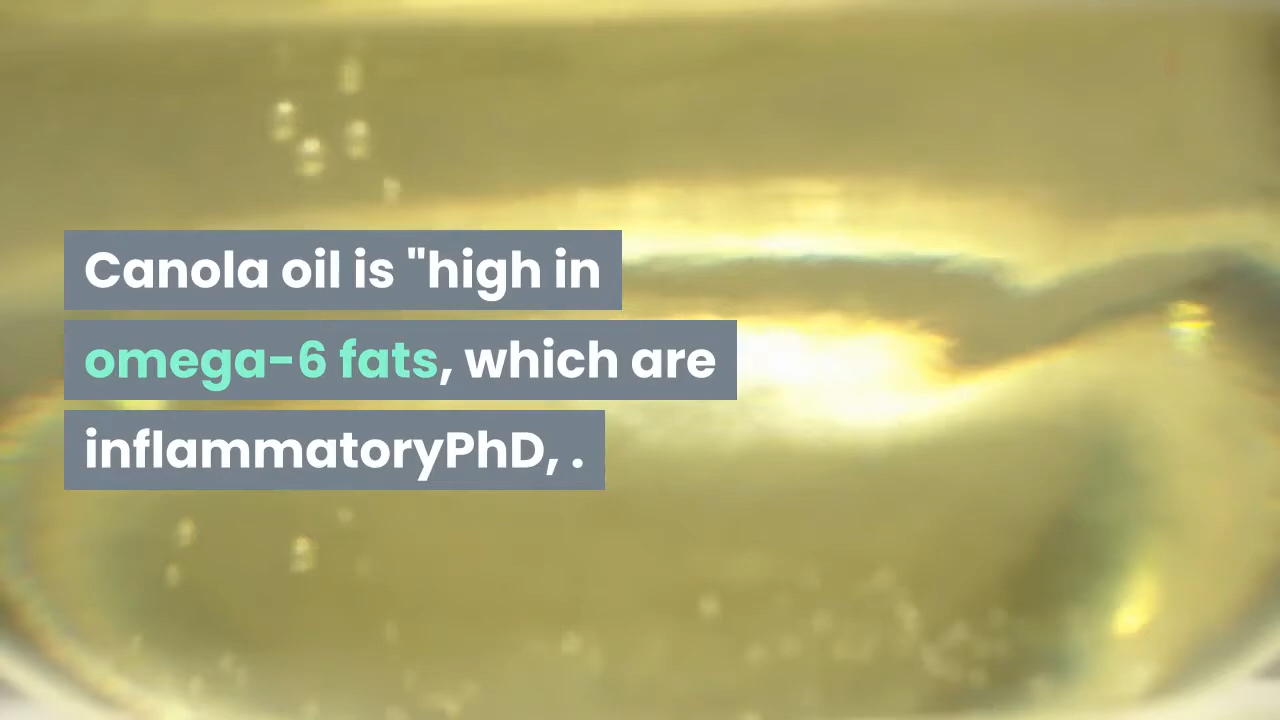 Canola oil is "high in
omega-6 fats, which are
inflammatoryPhD, .